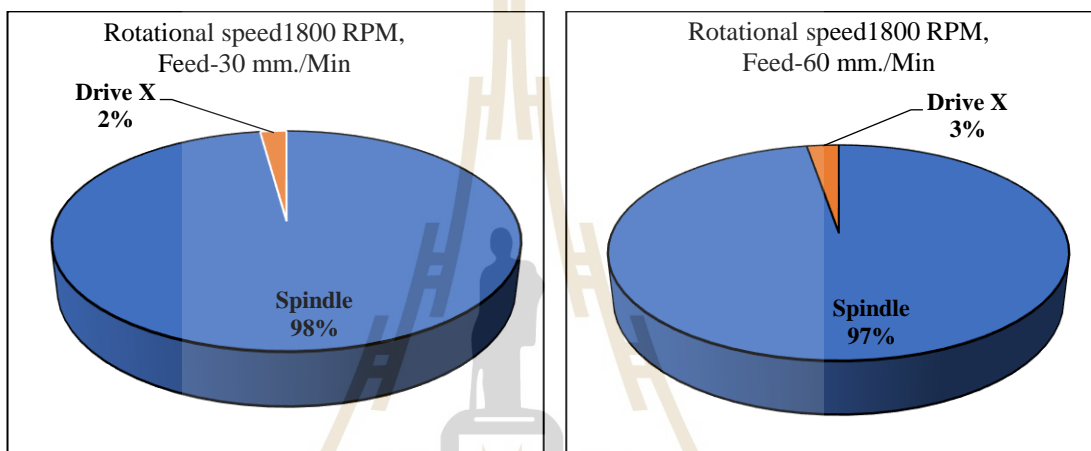 Rotational speed1800 RPM,
Feed-30 mm./Min
Drive X
2%
Spindle
98%
Rotational speed1800 RPM,
Feed-60 mm./Min
Drive X
3%
Spindle
97%